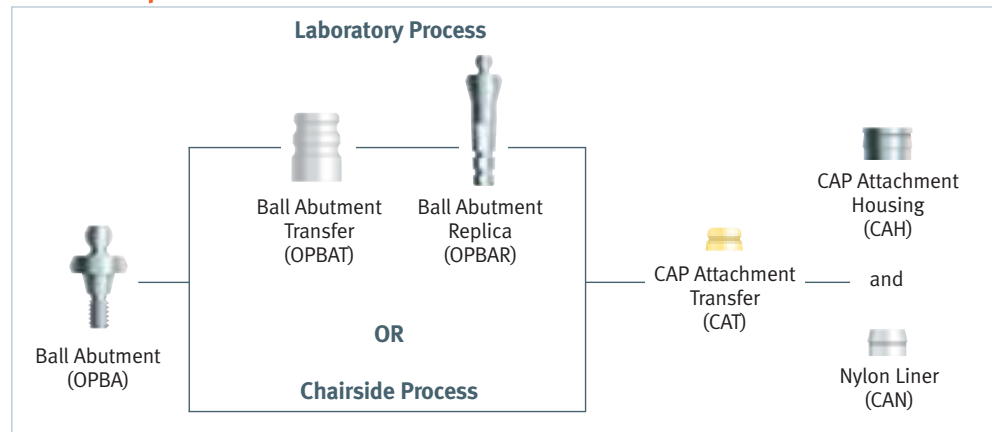 Laboratory Process
Ball Abutment
Transfer
(OPBAT)
Ball Abutment
Replica
(OPBAR)
CAP Attachment
Housing
(CAH)
Ball Abutment
(OPBA)
OR
Chairside Process
CAP Attachment
Transfer
(CAT)
and
Nylon Liner
(CAN)